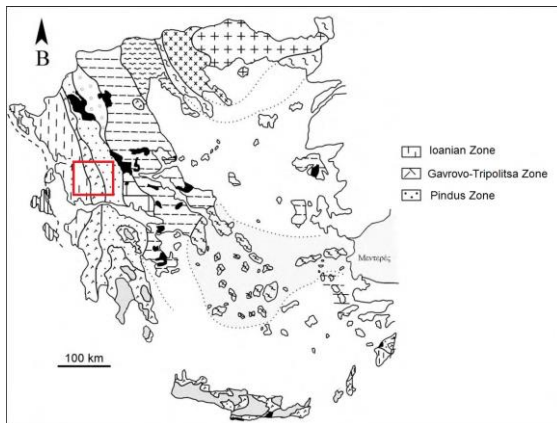 B
Ioanian Zone
Gavrovo-Tripolitsa Zone
Pindus Zone
Μεντερές
100 km